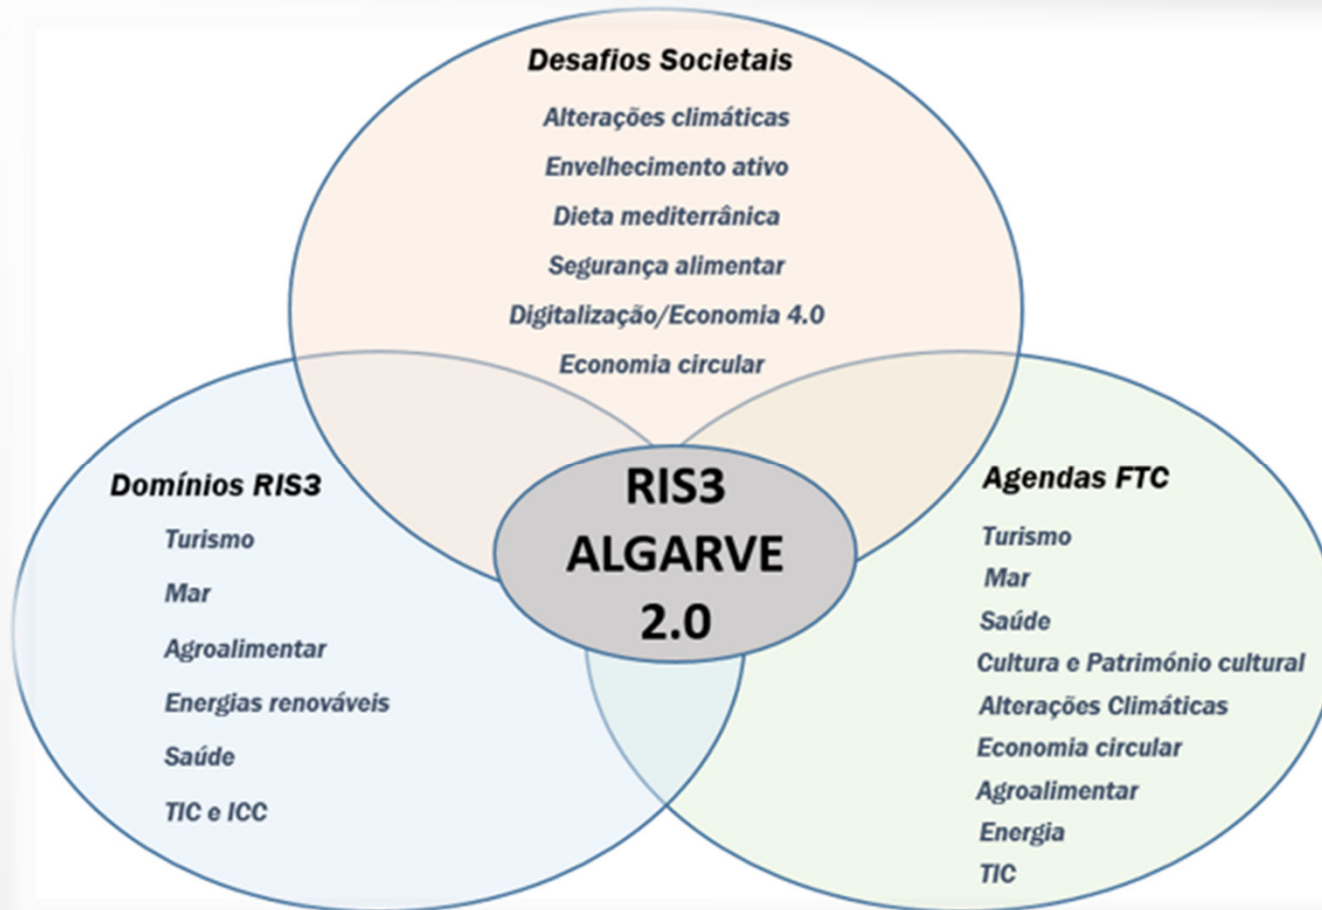 Desafios Societais
Alterações climáticas
Envelhecimento ativo
Dieta mediterrânica
Segurança alimentar
Digitalização/Economia 4.0
Economia circular
Domínios RIS3
Turismo
Mar
Agroalimentar
Energias renováveis
Saúde
TIC e ICC
RIS3
ALGARVE
2.0
Agendas FTC
Turismo
Mar
Saúde
Cultura e Património cultural
Alterações Climáticas
Economia circular
Agroalimentar
Energia
TIC